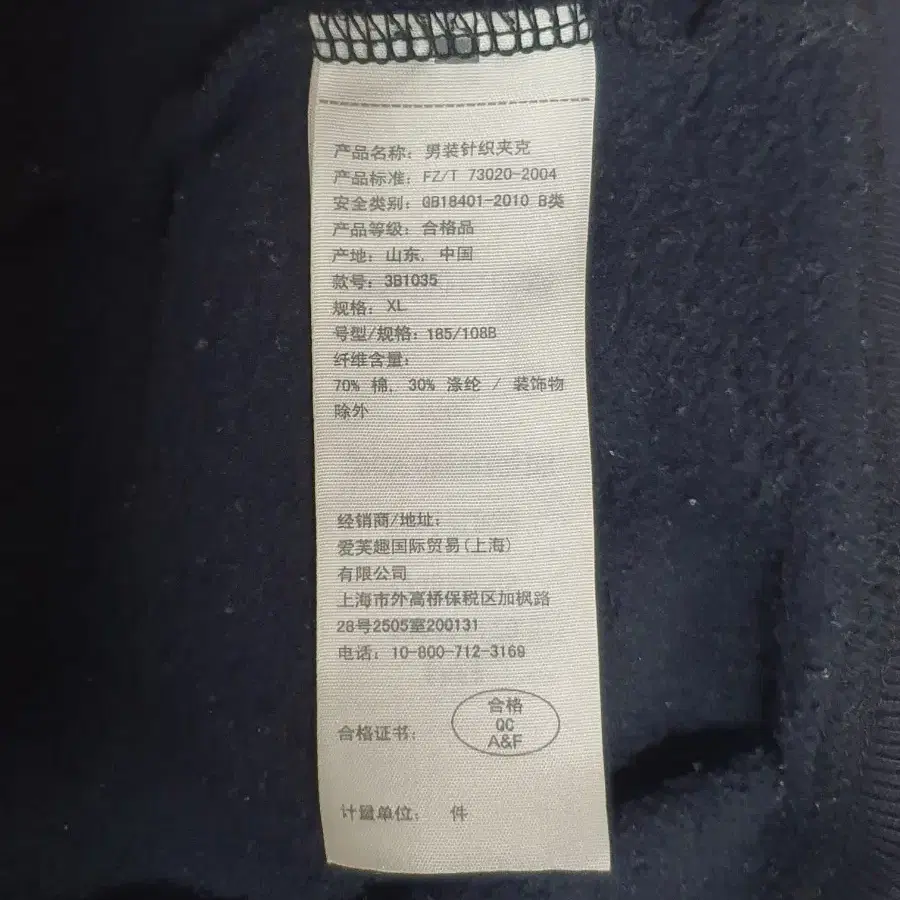 产品名称: 男装针织夹克
产品标准: FZ/T 73020-2004
安全类别: GB18401-2010 B类
产品等级: 合格品
产地: 山东, 中国
款号: 3B1035
规格: XL
号型/规格: 185/108B
纤维含量:
70% 棉, 30% 涤纶 / 装饰物
除外
经销商/地址:
爱芙趣国际贸易(上海)
有限公司
上海市外高桥保税区加枫路
28号2505室200131
电话: 10-800-712-3169
合格
QC
合格证书:
A&F
计量单位: 件